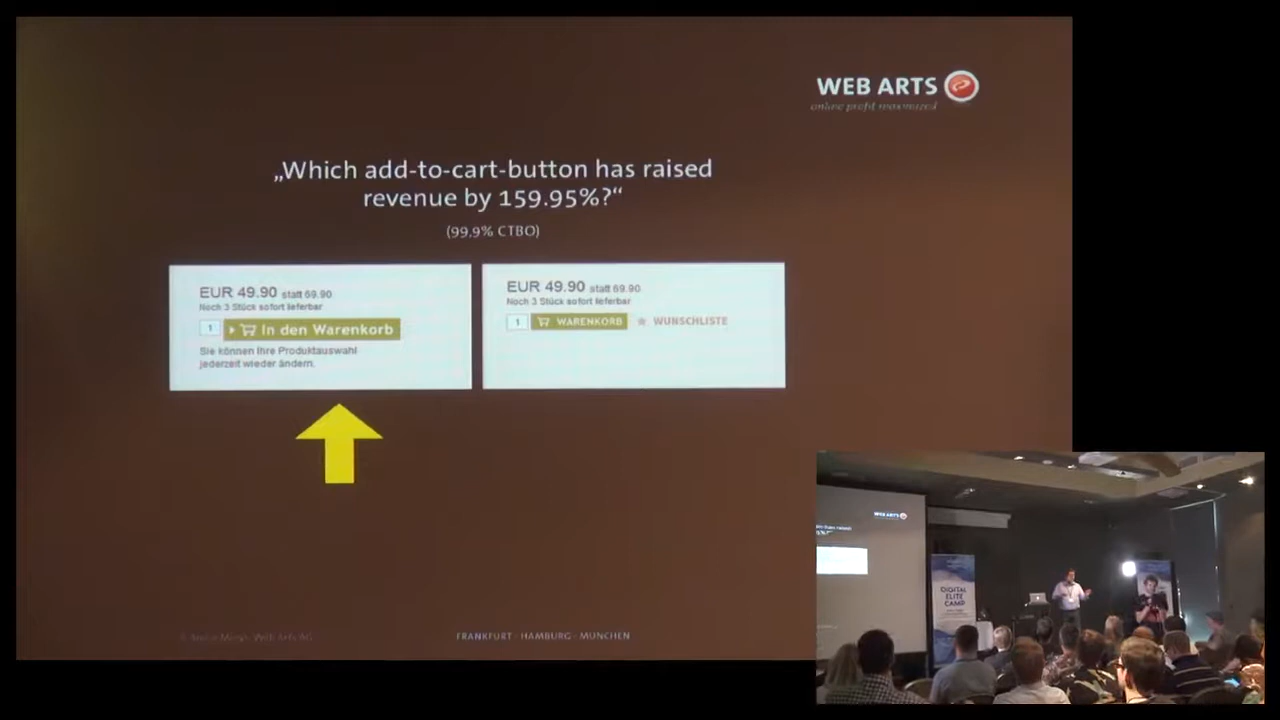 WEB ARTS
online profit maximized
„Which add-to-cart-button has raised
revenue by 159.95%?“
(99.9% CTBO)
EUR 49.90 statt 69.90
Noch 3 Stück sofort lieferbar
1 In den Warenkorb
Sie können Ihre Produktauswahl
jederzeit wieder ändern.
EUR 49.90 statt 69.90
Noch 3 Stück sofort lieferbar
1 WARENKORB WUNSCHLISTE
FRANKFURT · HAMBURG · MÜNCHEN
WEB ARTS
DIGITAL
ELITE
CAMP